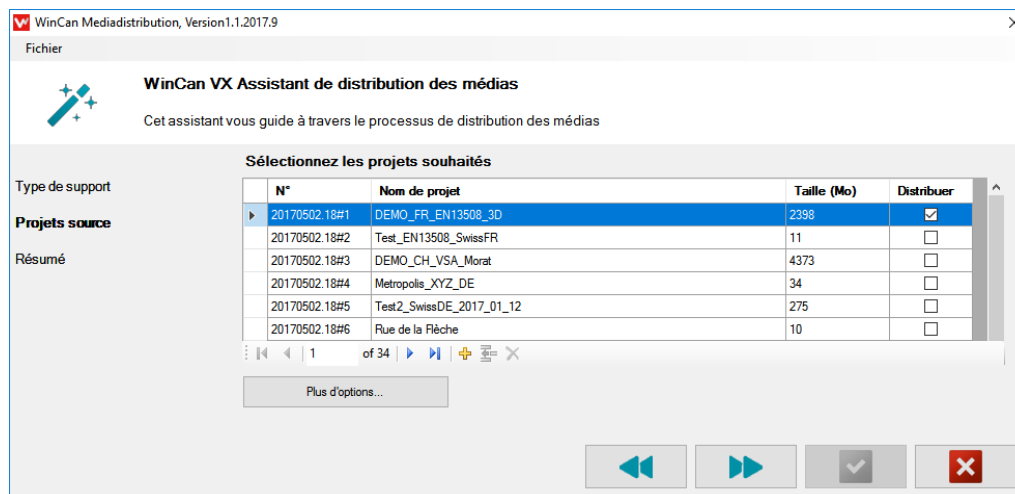 WinCan Mediadistribution, Version1.1.2017.9
Fichier
WinCan VX Assistant de distribution des médias
Cet assistant vous guide à travers le processus de distribution des médias
Type de support
Projets source
Résumé
Sélectionnez les projets souhaités
N° Nom de projet Taille (Mo) Distribuer
20170502.18#1 DEMO_FR_EN13508_3D 2398
20170502.18#2 Test_EN13508_SwissFR 11
20170502.18#3 DEMO_CH_VSA_Morat 4373
20170502.18#4 Metropolis_XYZ_DE 34
20170502.18#5 Test2_SwissDE_2017_01_12 275
20170502.18#6 Rue de la Flèche 10
1 of 34
Plus d'options...